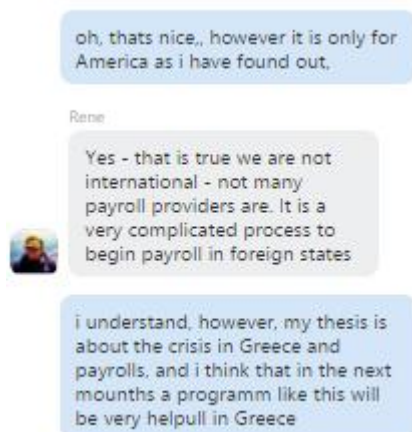 oh, thats nice,, however it is only for
America as i have found out,
Rene
Yes - that is true we are not
international - not many
payroll providers are. It is a
very complicated process to
begin payroll in foreign states
i understand, however, my thesis is
about the crisis in Greece and
payrolls, and i think that in the next
mounths a programm like this will
be very helpull in Greece